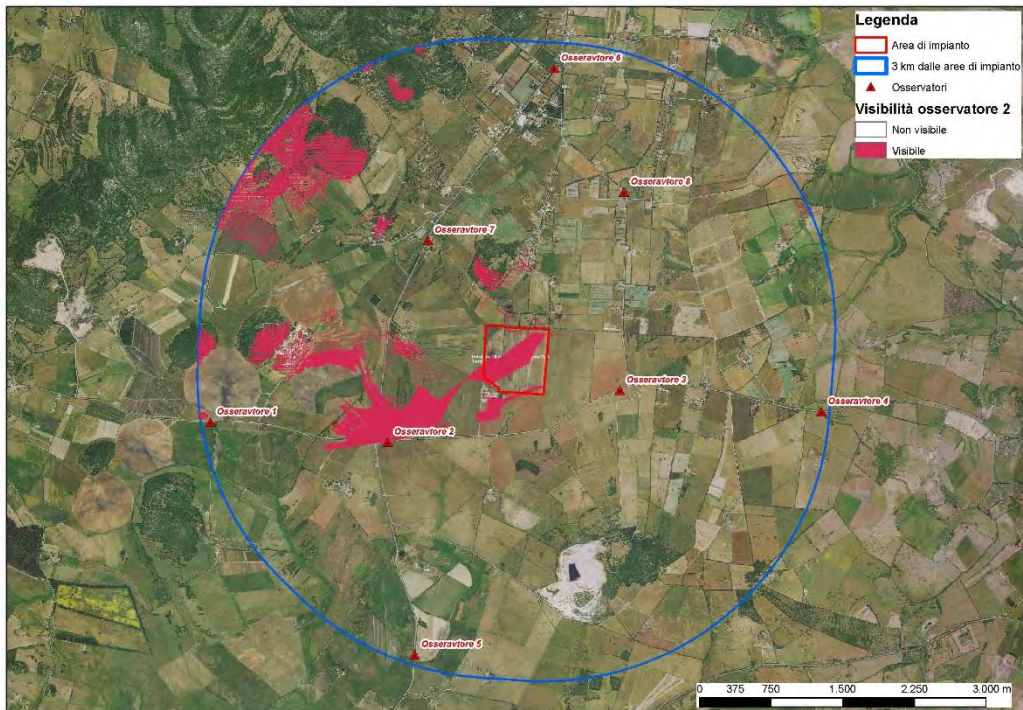 Legenda
Area di impianto
3 km dalle aree di impianto
Osservatori
Visibilità osservatore 2
Non visibile
Visibile
Osseravtore 6
Osseravtore 8
Osseravtore 7
Osseravtore 3
Osseravtore 4
Osseravtore 1
Osseravtore 2
Osseravtore 5
0 375 750 1.500 2.250 3.000 m